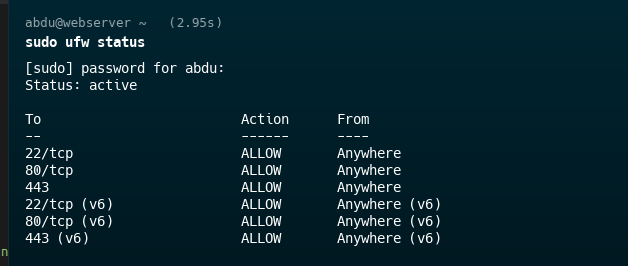 abdu@webserver ~ (2.95s)
sudo ufw status
[sudo] password for abdu:
Status: active
To Action From
-- ------ ----
22/tcp ALLOW Anywhere
80/tcp ALLOW Anywhere
443 ALLOW Anywhere
22/tcp (v6) ALLOW Anywhere (v6)
80/tcp (v6) ALLOW Anywhere (v6)
443 (v6) ALLOW Anywhere (v6)
n